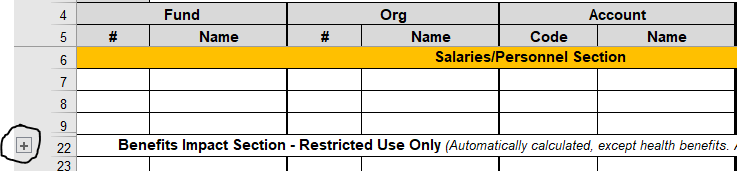 4 Fund Org Account
5 # Name # Name Code Name
6 Salaries/Personnel Section
7
8
9
22 Benefits Impact Section - Restricted Use Only (Automatically calculated, except health benefits.
23